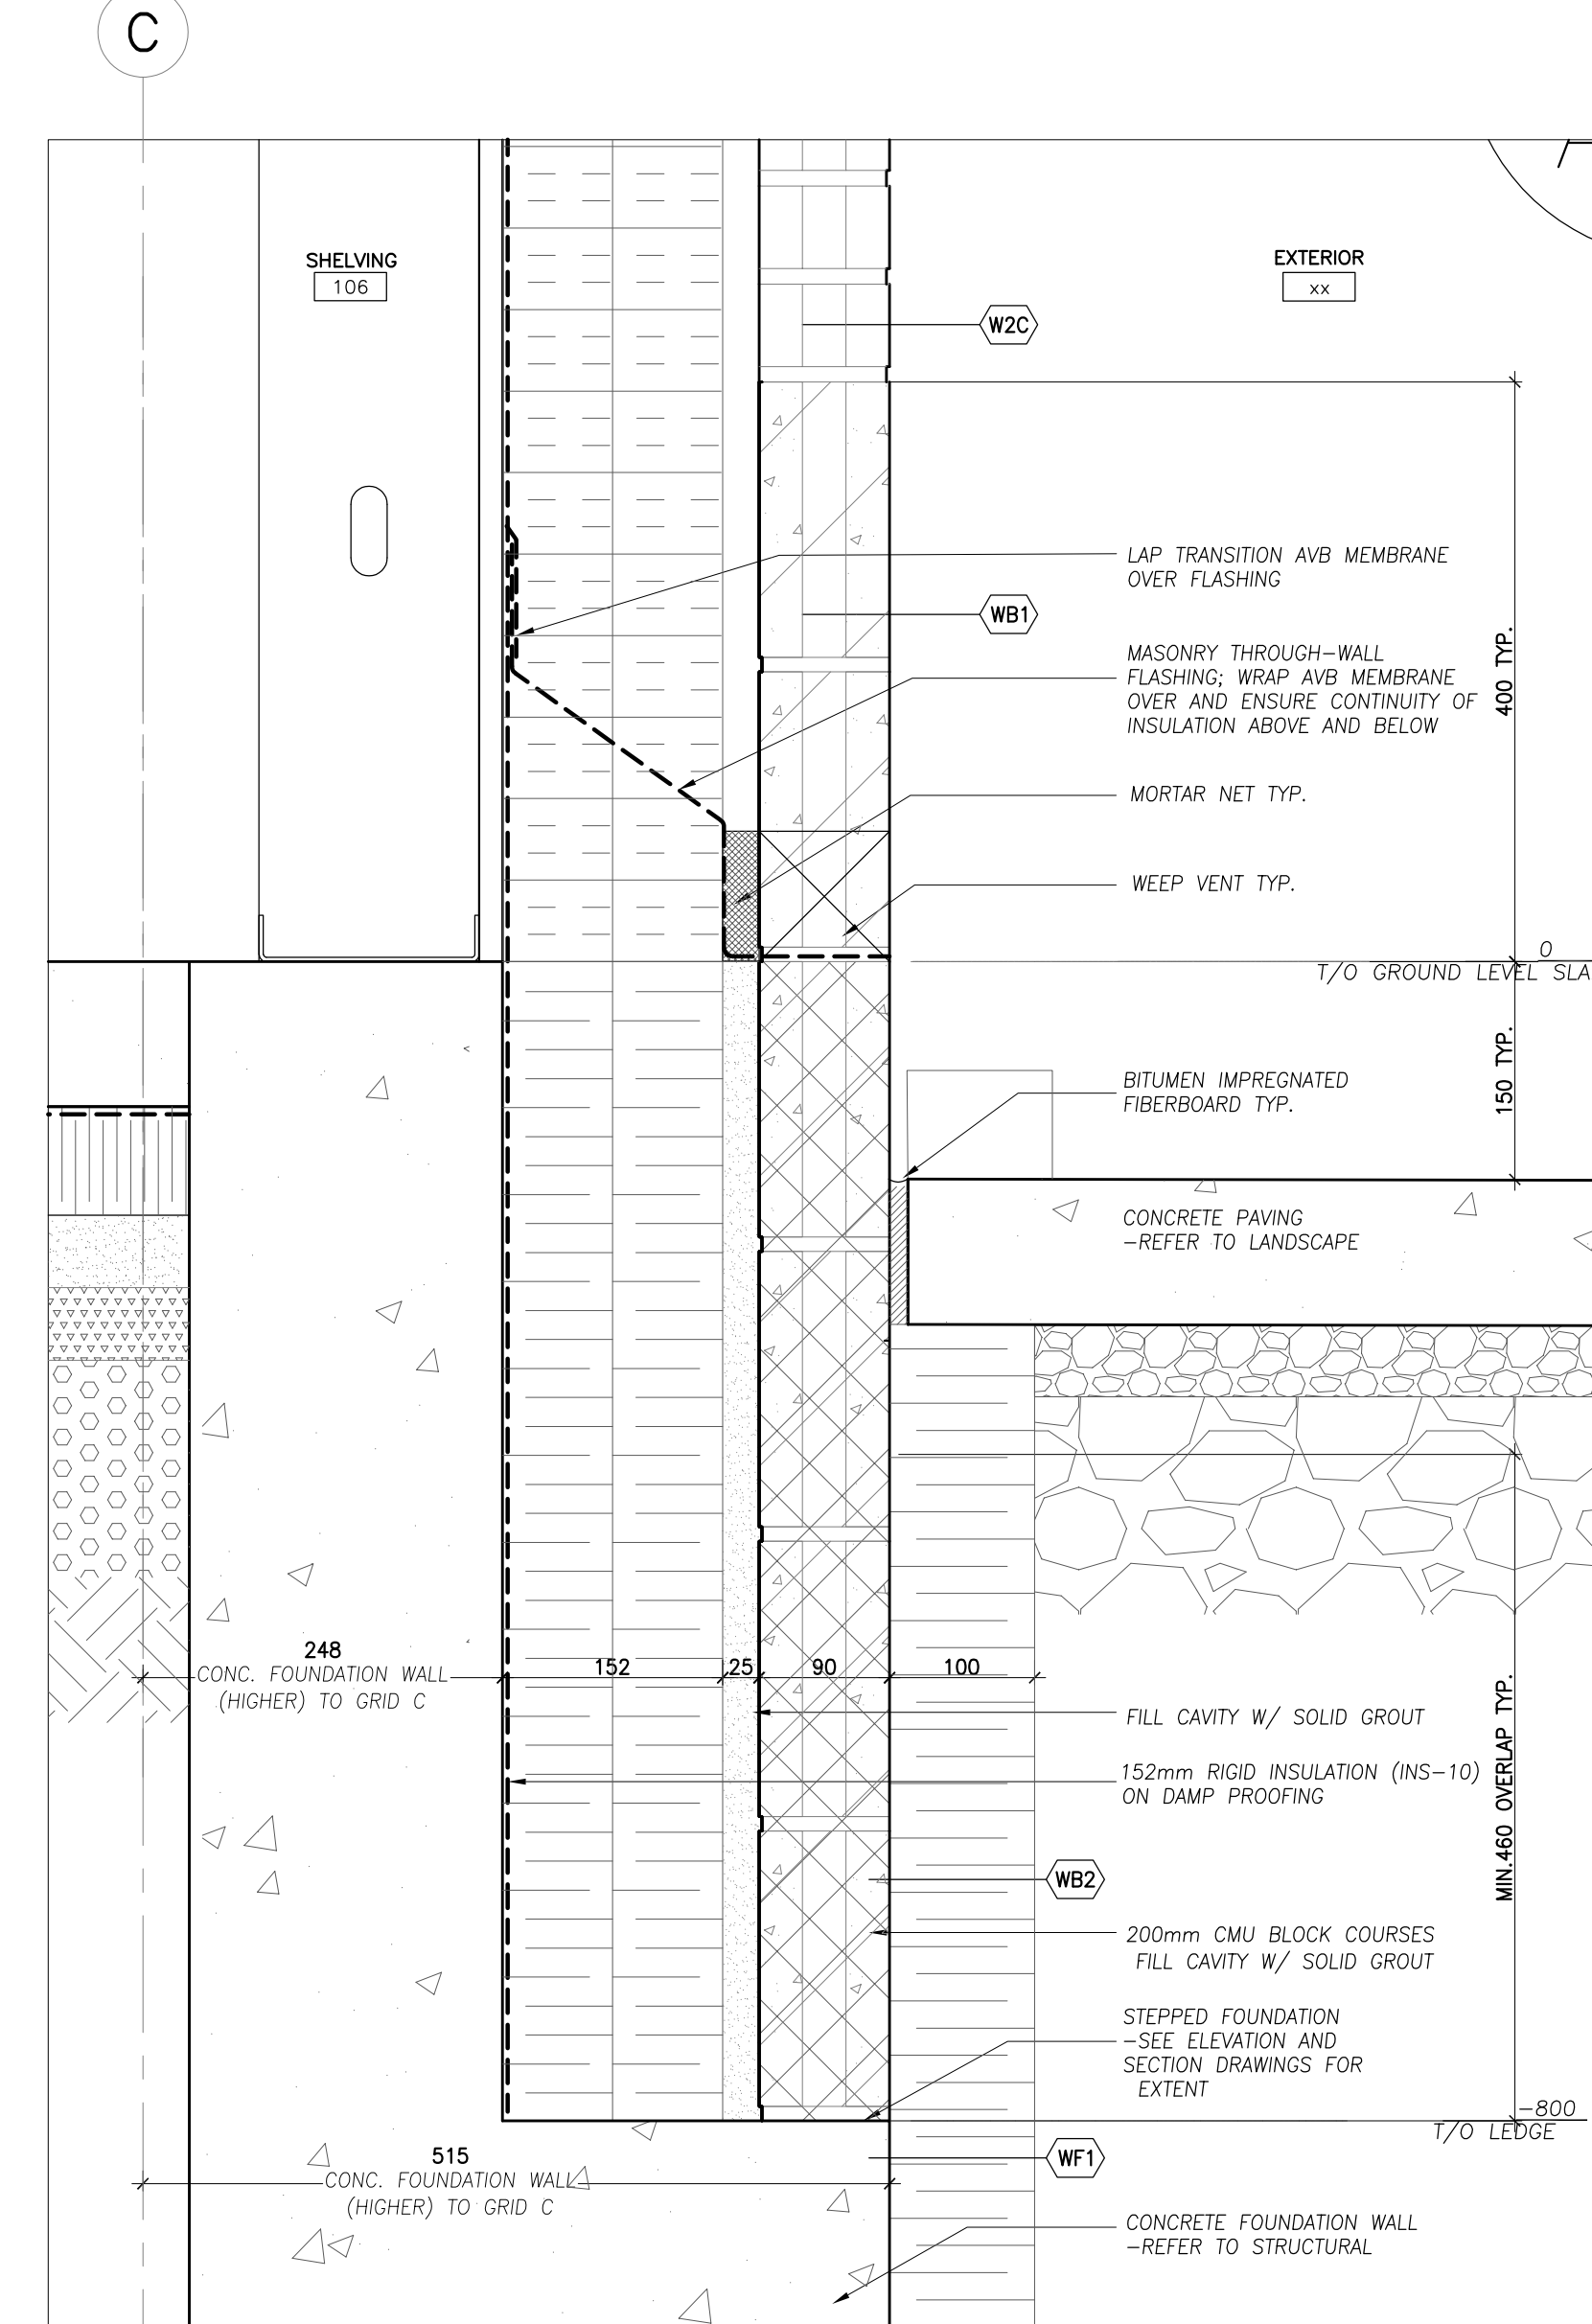 C
SHELVING
106
EXTERIOR
xx
W2C
LAP TRANSITION AVB MEMBRANE
OVER FLASHING
WB1
MASONRY THROUGH-WALL
FLASHING; WRAP AVB MEMBRANE
OVER AND ENSURE CONTINUITY OF
INSULATION ABOVE AND BELOW
400 TYP.
MORTAR NET TYP.
WEEP VENT TYP.
0
T/O GROUND LEVEL SLA
150 TYP.
BITUMEN IMPREGNATED
FIBERBOARD TYP.
CONCRETE PAVING
-REFER TO LANDSCAPE
248
CONC. FOUNDATION WALL
(HIGHER) TO GRID C
152
25
90
100
FILL CAVITY W/ SOLID GROUT
152mm RIGID INSULATION (INS-10)
ON DAMP PROOFING
MIN.460 OVERLAP TYP.
WB2
200mm CMU BLOCK COURSES
FILL CAVITY W/ SOLID GROUT
STEPPED FOUNDATION
-SEE ELEVATION AND
SECTION DRAWINGS FOR
EXTENT
-800
T/O LEDGE
515
CONC. FOUNDATION WALL
(HIGHER) TO GRID C
WF1
CONCRETE FOUNDATION WALL
-REFER TO STRUCTURAL